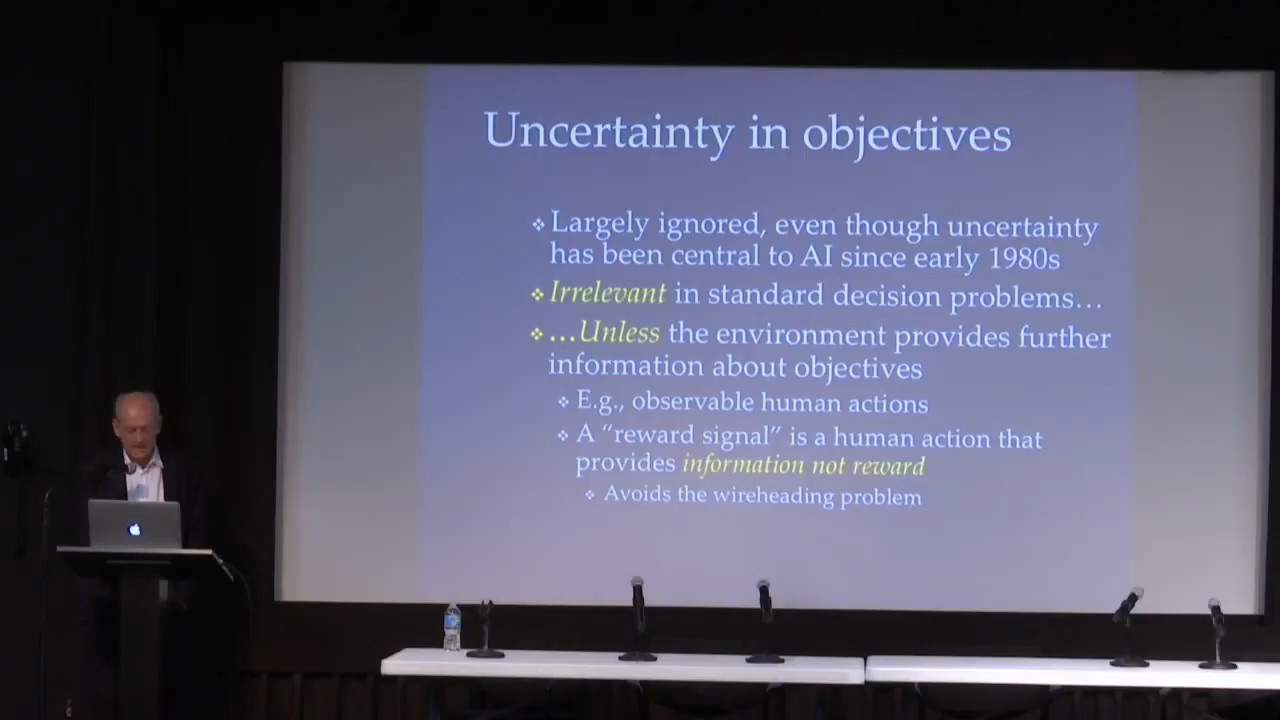 Uncertainty in objectives
❖ Largely ignored, even though uncertainty
has been central to AI since early 1980s
❖ Irrelevant in standard decision problems…
❖ …Unless the environment provides further
information about objectives
❖ E.g., observable human actions
❖ A “reward signal” is a human action that
provides information not reward
❖ Avoids the wireheading problem